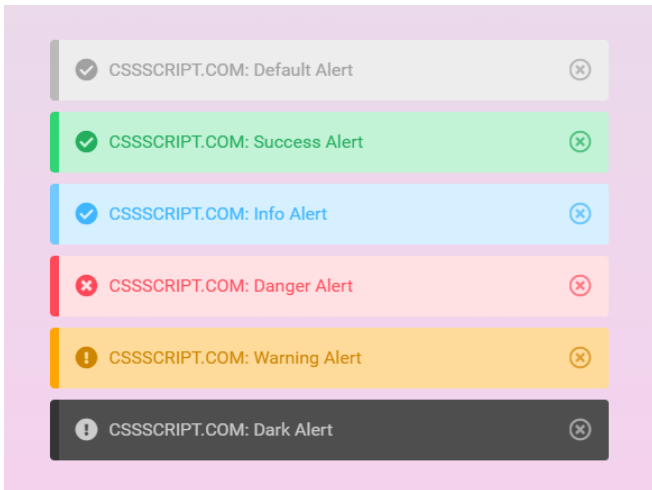 CSSSCRIPT.COM: Default Alert
CSSSCRIPT.COM: Success Alert
CSSSCRIPT.COM: Info Alert
CSSSCRIPT.COM: Danger Alert
CSSSCRIPT.COM: Warning Alert
CSSSCRIPT.COM: Dark Alert